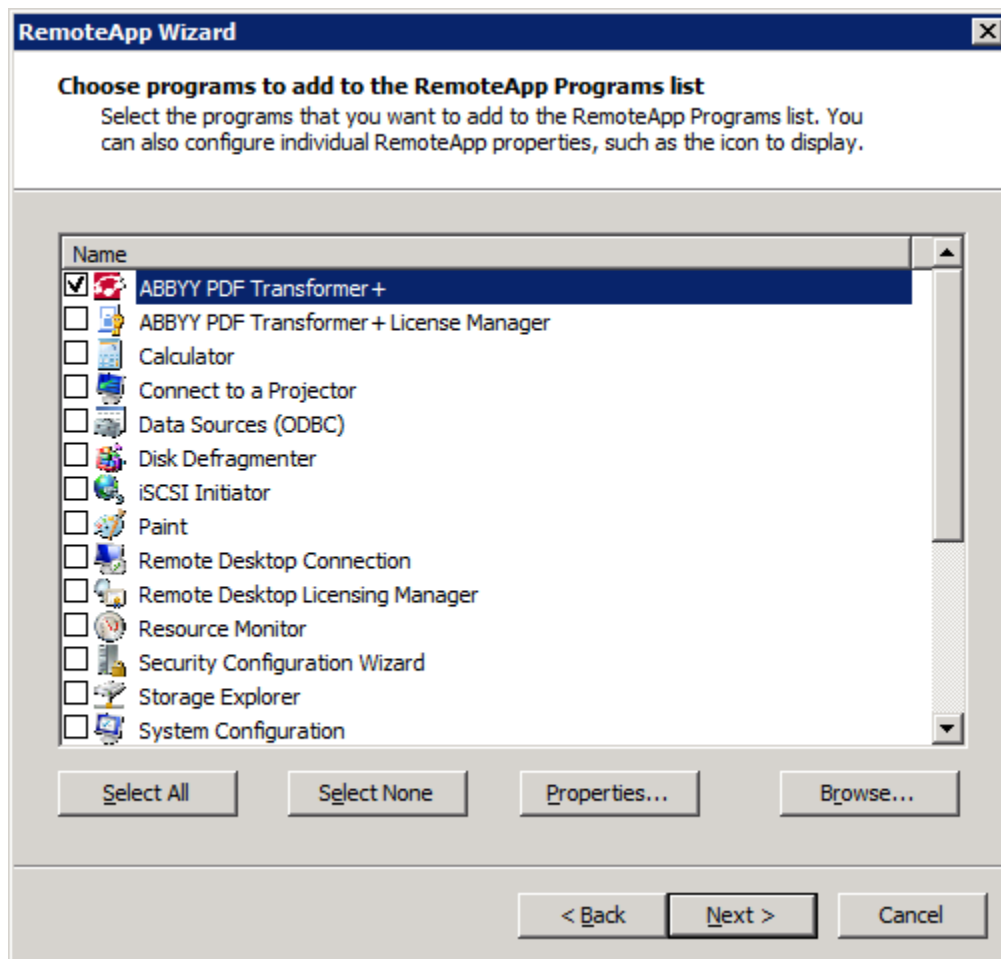 RemoteApp Wizard
Choose programs to add to the RemoteApp Programs list
Select the programs that you want to add to the RemoteApp Programs list. You
can also configure individual RemoteApp properties, such as the icon to display.
Name
ABBYY PDF Transformer+
ABBYY PDF Transformer+ License Manager
Calculator
Connect to a Projector
Data Sources (ODBC)
Disk Defragmenter
iSCSI Initiator
Paint
Remote Desktop Connection
Remote Desktop Licensing Manager
Resource Monitor
Security Configuration Wizard
Storage Explorer
System Configuration
Select All Select None Properties... Browse...
< Back Next > Cancel